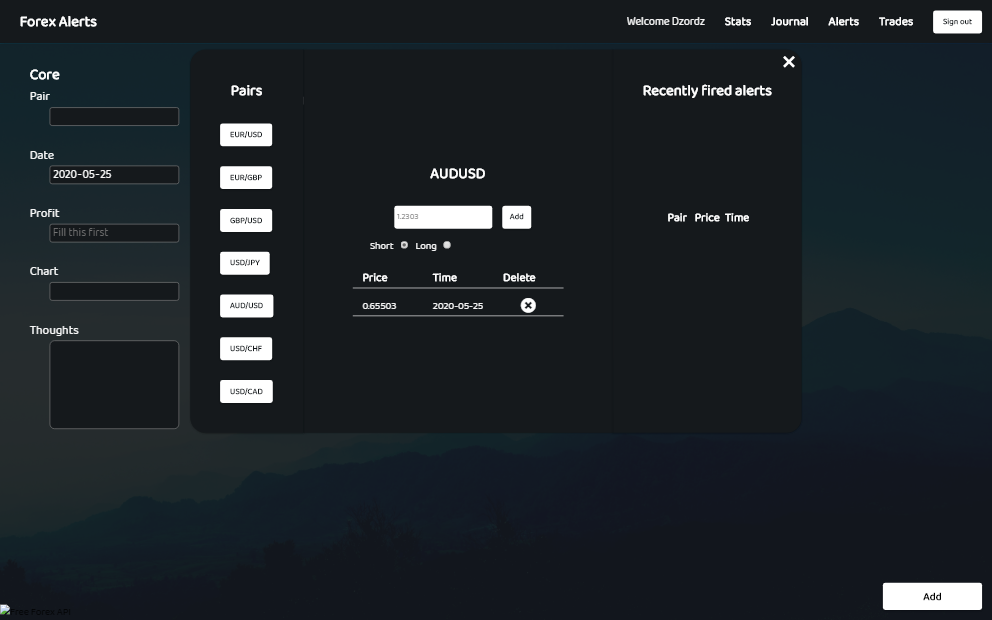 Forex Alerts
Welcome Dzordz Stats Journal Alerts Trades Sign out
Core
Pair
Date
2020-05-25
Profit
Fill this first
Chart
Thoughts
Pairs
EUR/USD
EUR/GBP
GBP/USD
USD/JPY
AUD/USD
USD/CHF
USD/CAD
AUDUSD
1.2303 Add
Short Long
Price Time Delete
0.65503 2020-05-25
Recently fired alerts
Pair Price Time
Add
Free Forex API